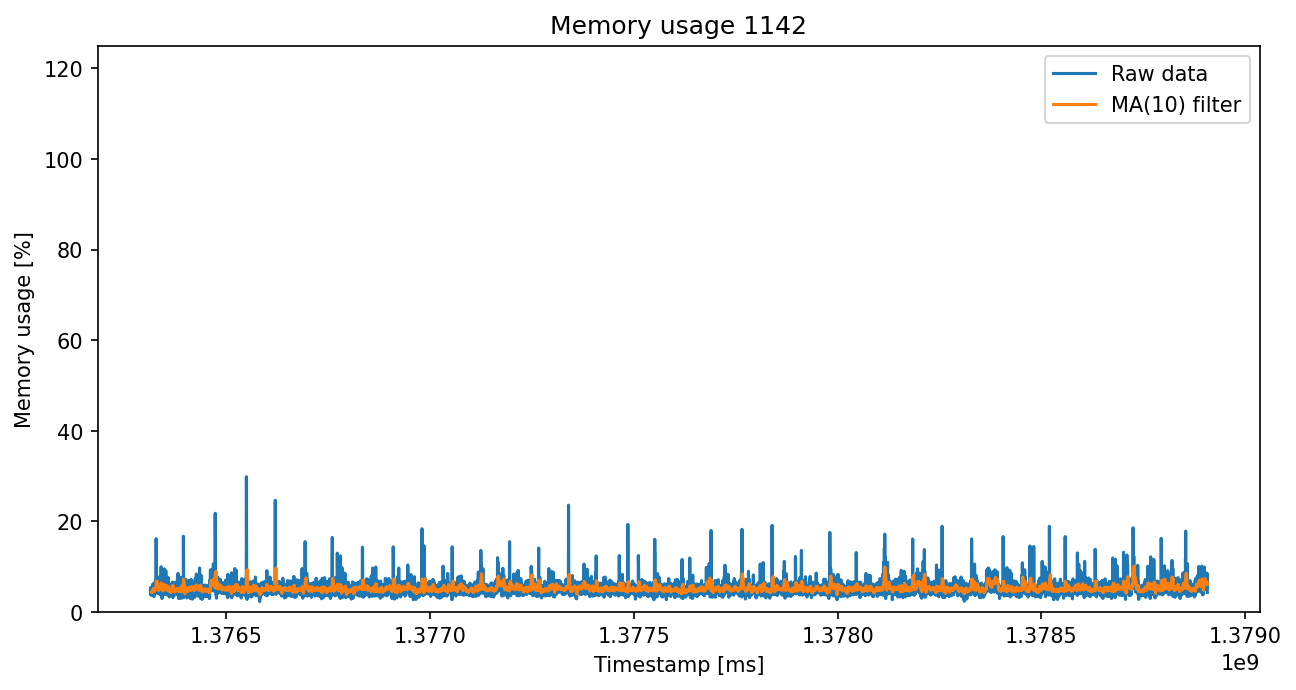 Memory usage 1142
Raw data
MA(10) filter
Memory usage [%]
120
100
80
60
40
20
0
1.3765 1.3770 1.3775 1.3780 1.3785 1.3790
1e9
Timestamp [ms]